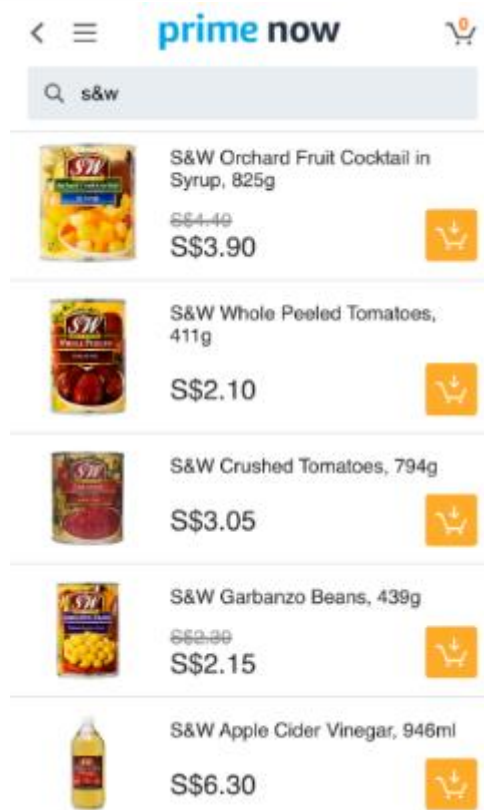 prime now
0
s&w
S&W Orchard Fruit Cocktail in
Syrup, 825g
S$4.40
S$3.90
S&W Whole Peeled Tomatoes,
411g
S$2.10
S&W Crushed Tomatoes, 794g
S$3.05
S&W Garbanzo Beans, 439g
S$2.30
S$2.15
S&W Apple Cider Vinegar, 946ml
S$6.30